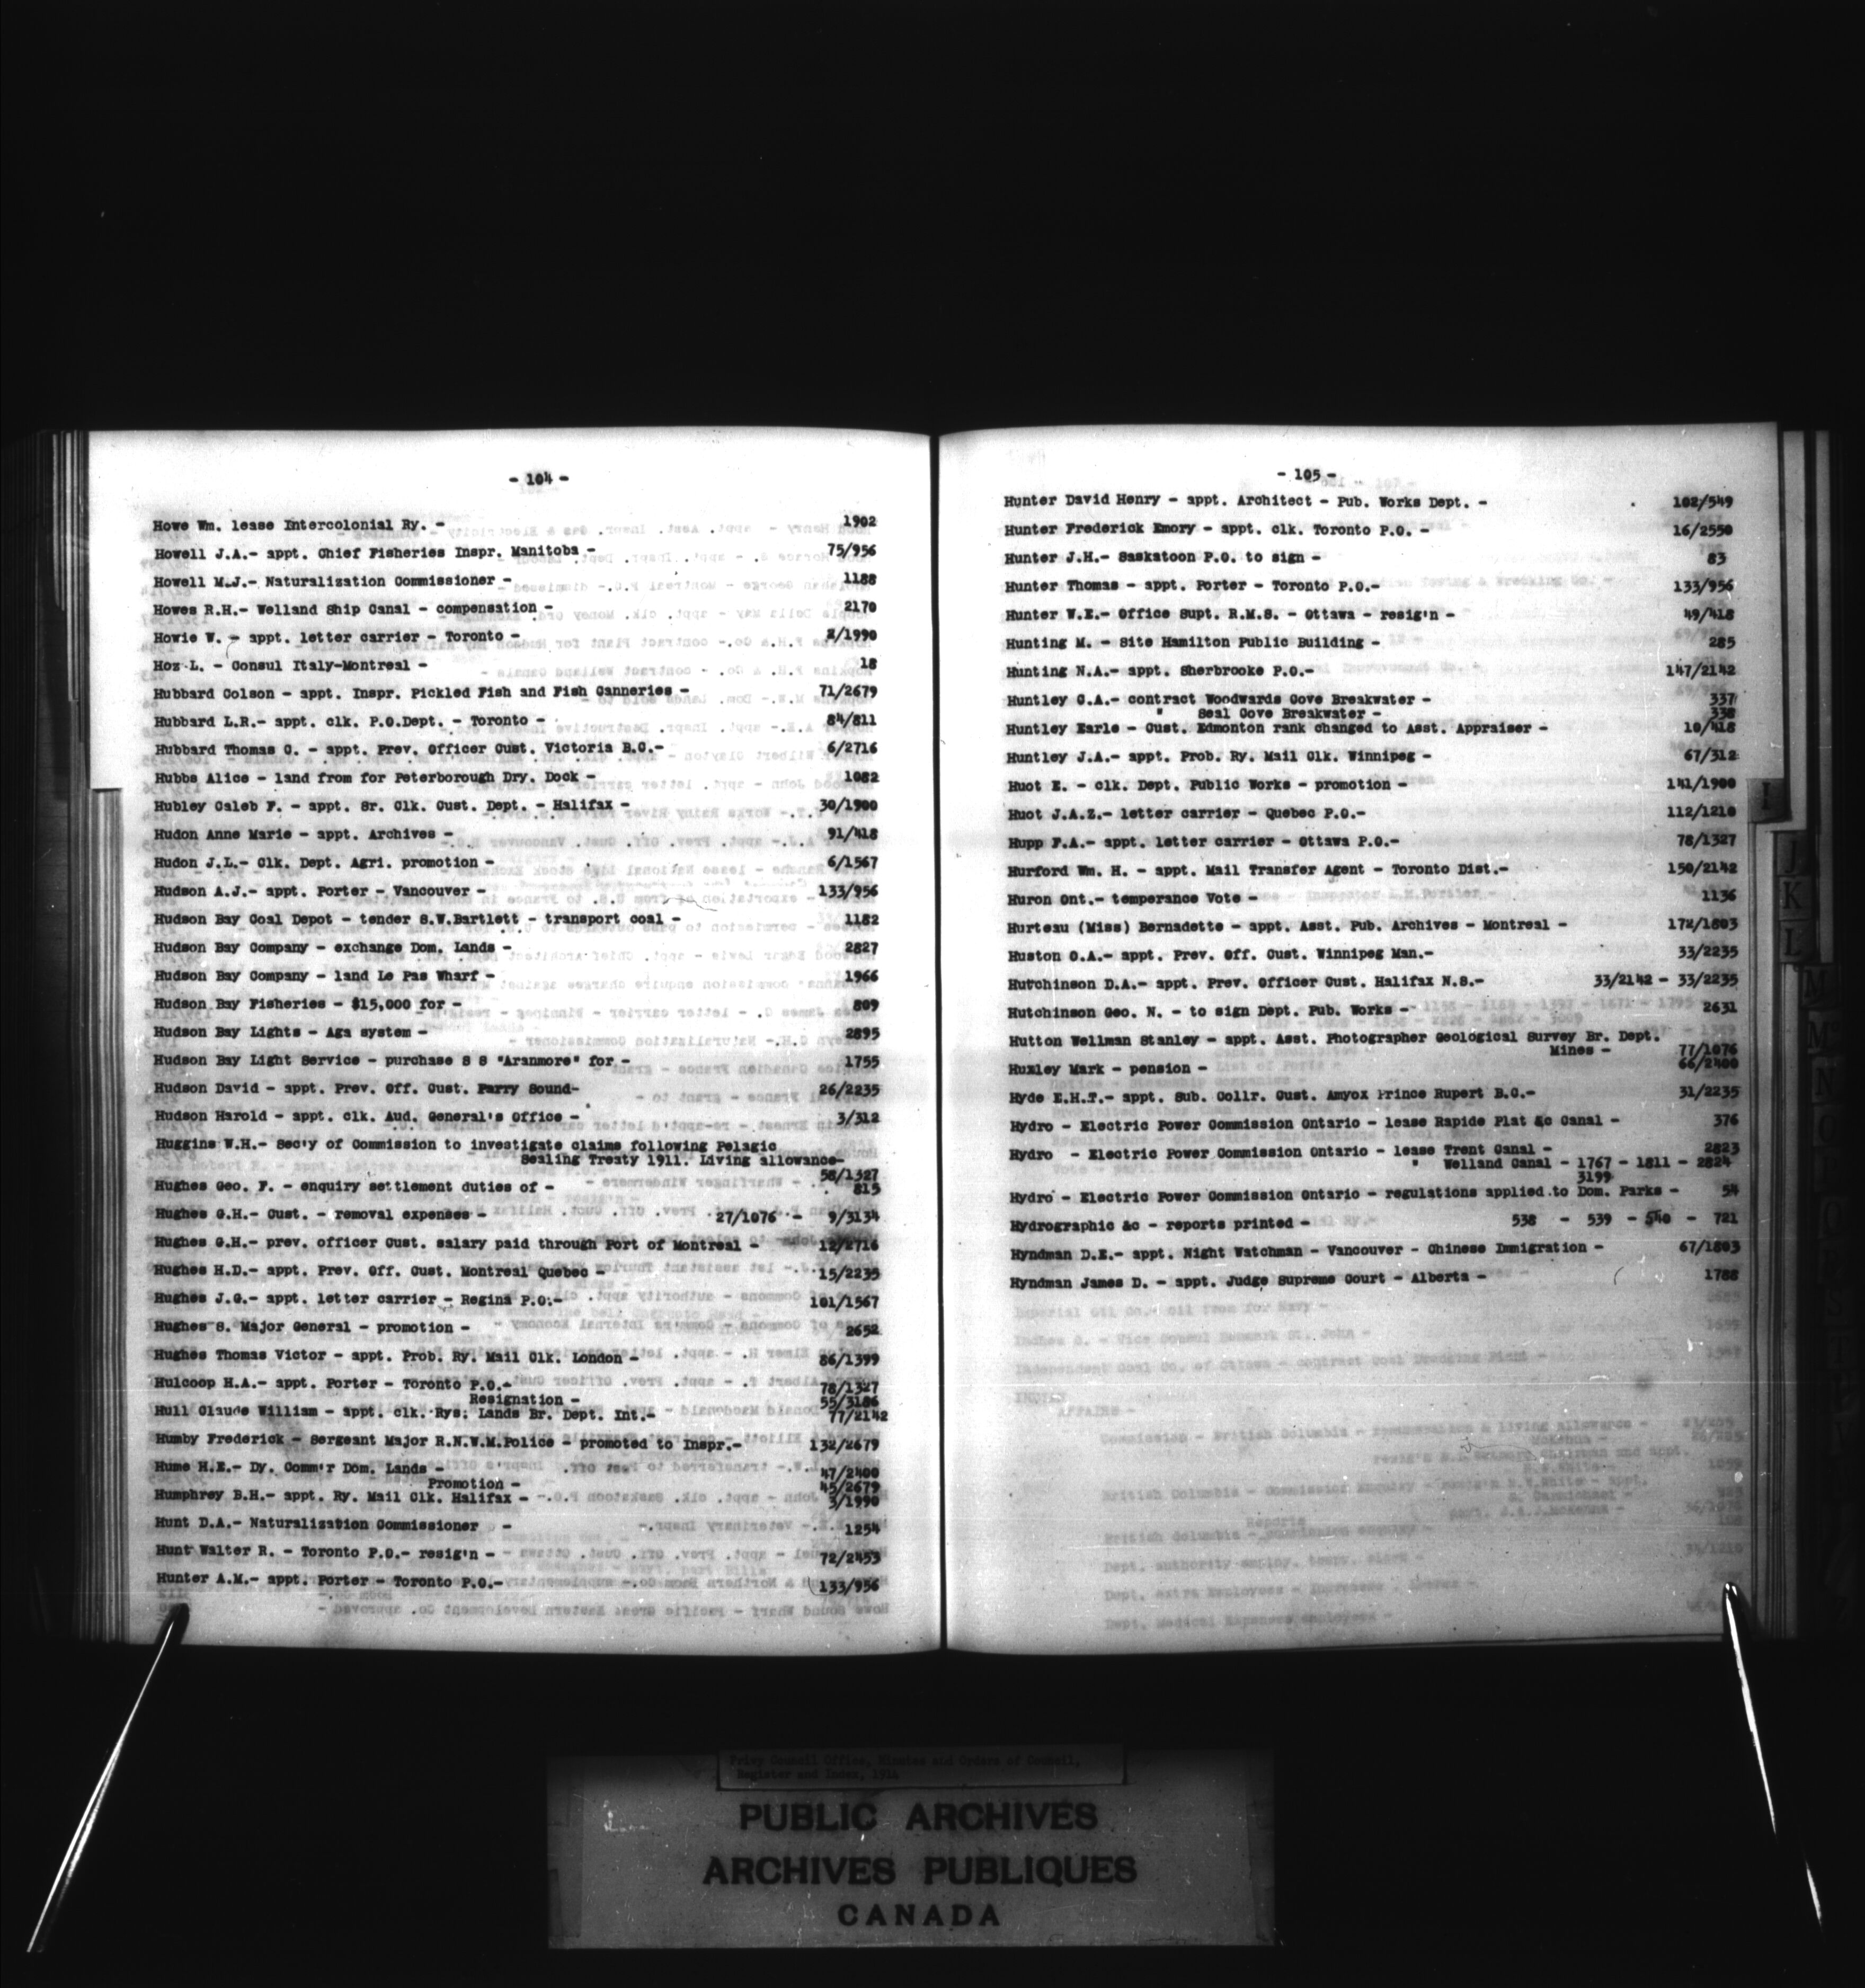 - 104 -
Howe Wm. lease Intercolonial Ry. - 1902
Howell J.A.- appt. Chief Fisheries Inspr. Manitoba - 75/956
Howell M.J.- Naturalization Commissioner - 1188
Howes R.H.- Welland Ship Canal - compensation - 2170
Howie W. - appt. letter carrier - Toronto - 2/1990
Hoz L. - Consul Italy-Montreal - 18
Hubbard Colson - appt. Inspr. Pickled Fish and Fish Canneries - 71/2679
Hubbard L.R.- appt. clk. P.O.Dept. - Toronto - 84/811
Hubbard Thomas C. - appt. Prev. Officer Cust. Victoria B.C.- 6/2716
Hubbs Alice - land from for Peterborough Dry. Dock - 1082
Hubley Caleb F. - appt. Sr. Clk. Cust. Dept. - Halifax - 30/1900
Hudon Anne Marie - appt. Archives - 91/418
Hudon J.L.- Clk. Dept. Agri. promotion - 6/1567
Hudson A.J.- appt. Porter - Vancouver - 133/956
Hudson Bay Coal Depot - tender S.W.Bartlett - transport coal - 1182
Hudson Bay Company - exchange Dom. Lands - 2827
Hudson Bay Company - land Le Pas Wharf - 1966
Hudson Bay Fisheries - $15,000 for - 809
Hudson Bay Lights - Aga system - 2895
Hudson Bay Light Service - purchase S S "Aranmore" for - 1755
Hudson David - appt. Prev. Off. Cust. Parry Sound- 26/2235
Hudson Harold - appt. clk. Aud. General's Office - 3/312
Huggins W.H.- Sec'y of Commission to investigate claims following Pelagic
Sealing Treaty 1911. Living allowance-
58/1327
Hughes Geo. F. - enquiry settlement duties of - 815
Hughes G.H.- Cust. - removal expenses - 27/1076 - 9/3134
Hughes G.H.- prev. officer Cust. salary paid through Port of Montreal - 12/2716
Hughes H.D.- appt. Prev. Off. Cust. Montreal Quebec - 15/2235
Hughes J.G.- appt. letter carrier - Regina P.O.- 101/1567
Hughes S. Major General - promotion - 2652
Hughes Thomas Victor - appt. Prob. Ry. Mail Clk. London - 86/1399
Hulcoop H.A.- appt. Porter - Toronto P.O.- 78/1327
Resignation - 55/3186
Hull Claude William - appt. clk. Rys. Lands Br. Dept. Int.- 77/2142
Humby Frederick - Sergeant Major R.N.W.M.Police - promoted to Inspr.- 132/2679
Hume H.E.- Dy. Comm'r Dom. Lands - 47/2400
Promotion - 45/2679
Humphrey B.H.- appt. Ry. Mail Clk. Halifax - 3/1990
Hunt D.A.- Naturalization Commissioner - 1254
Hunt Walter R. - Toronto P.O.- resig'n - 72/2453
Hunter A.M.- appt. Porter - Toronto P.O.- 133/956
- 105 -
Hunter David Henry - appt. Architect - Pub. Works Dept. - 102/549
Hunter Frederick Emory - appt. clk. Toronto P.O. - 16/2550
Hunter J.H.- Saskatoon P.O. to sign - 83
Hunter Thomas - appt. Porter - Toronto P.O.- 133/956
Hunter W.E.- Office Supt. R.M.S. - Ottawa - resig'n - 49/418
Hunting M. - Site Hamilton Public Building - 285
Hunting N.A.- appt. Sherbrooke P.O.- 147/2142
Huntley C.A.- contract Woodwards Cove Breakwater - 337
" Seal Cove Breakwater - 338
Huntley Earle - Cust. Edmonton rank changed to Asst. Appraiser - 10/418
Huntley J.A.- appt. Prob. Ry. Mail Clk. Winnipeg - 67/312
Huot E. - clk. Dept. Public Works - promotion - 141/1900
Huot J.A.Z.- letter carrier - Quebec P.O.- 112/1210
Hupp F.A.- appt. letter carrier - Ottawa P.O.- 78/1327
Hurford Wm. H. - appt. Mail Transfer Agent - Toronto Dist.- 150/2142
Huron Ont.- temperance Vote - 1136
Hurteau (Miss) Bernadette - appt. Asst. Pub. Archives - Montreal - 172/1803
Huston O.A.- appt. Prev. Off. Cust. Winnipeg Man.- 33/2235
Hutchinson D.A.- appt. Prev. Officer Cust. Halifax N.S.- 33/2142 - 33/2235
Hutchinson Geo. N. - to sign Dept. Pub. Works - 2631
Hutton Wellman Stanley - appt. Asst. Photographer Geological Survey Br. Dept.
Mines - 77/1076
Huxley Mark - pension - 66/2400
Hyde E.H.T.- appt. Sub. Collr. Cust. Amyox Prince Rupert B.C.- 31/2235
Hydro - Electric Power Commission Ontario - lease Rapide Plat &c Canal - 376
Hydro - Electric Power Commission Ontario - lease Trent Canal - 2823
" Welland Canal - 1767 - 1811 - 2824
3199
Hydro - Electric Power Commission Ontario - regulations applied to Dom. Parks - 54
Hydrographic &c - reports printed - 538 - 539 - 540 - 721
Hyndman D.E.- appt. Night Watchman - Vancouver - Chinese Immigration - 67/1803
Hyndman James D. - appt. Judge Supreme Court - Alberta - 1788
I
J
K
L
M
N
Privy Council Office, Minutes and Orders of Council,
Register and Index, 1914
PUBLIC ARCHIVES
ARCHIVES PUBLIQUES
CANADA